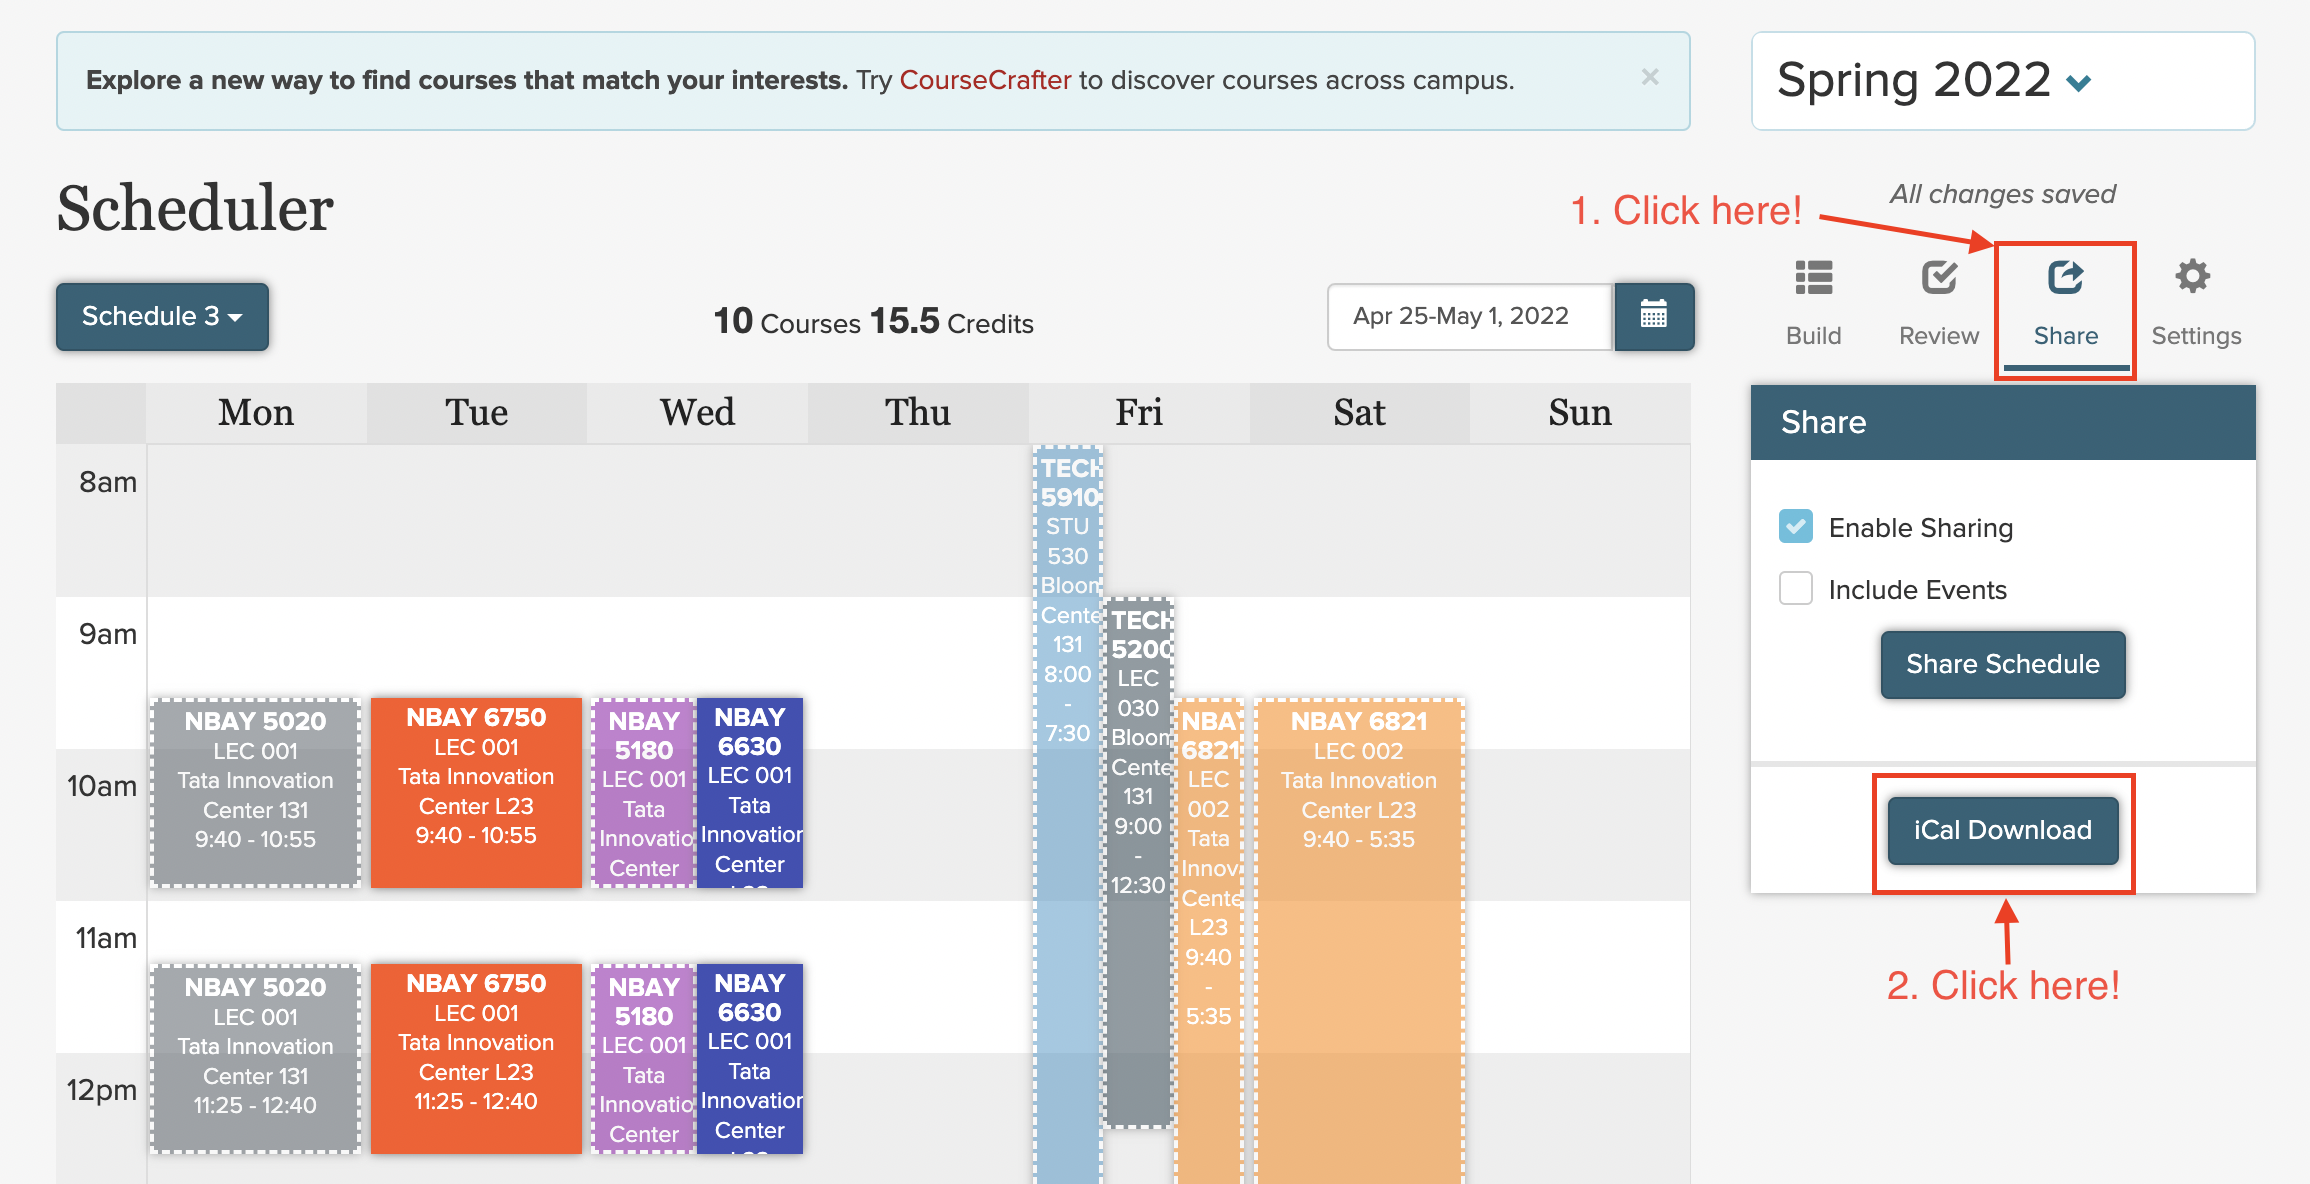 Explore a new way to find courses that match your interests. Try CourseCrafter to discover courses across campus. ×
Spring 2022
Scheduler
1. Click here!
All changes saved
Schedule 3
10 Courses 15.5 Credits
Apr 25-May 1, 2022
Build
Review
Share
Settings
Mon Tue Wed Thu Fri Sat Sun
8am
9am
10am
11am
12pm
NBAY 5020
LEC 001
Tata Innovation
Center 131
9:40 - 10:55
NBAY 5020
LEC 001
Tata Innovation
Center 131
11:25 - 12:40
NBAY 6750
LEC 001
Tata Innovation
Center L23
9:40 - 10:55
NBAY 6750
LEC 001
Tata Innovation
Center L23
11:25 - 12:40
NBAY
5180
LEC 001
Tata
Innovatio
Center
NBAY
5180
LEC 001
Tata
Innovatio
Center
NBAY
6630
LEC 001
Tata
Innovation
Center
NBAY
6630
LEC 001
Tata
Innovation
Center
TECH
5910
STU
530
Bloom
Cente
131
8:00
-
7:30
TECH
5200
LEC
030
Bloom
Cente
131
9:00
-
12:30
NBAY
6821
LEC
002
Tata
Innov
Cente
L23
9:40
-
5:35
NBAY 6821
LEC 002
Tata Innovation
Center L23
9:40 - 5:35
Share
Enable Sharing
Include Events
Share Schedule
iCal Download
2. Click here!